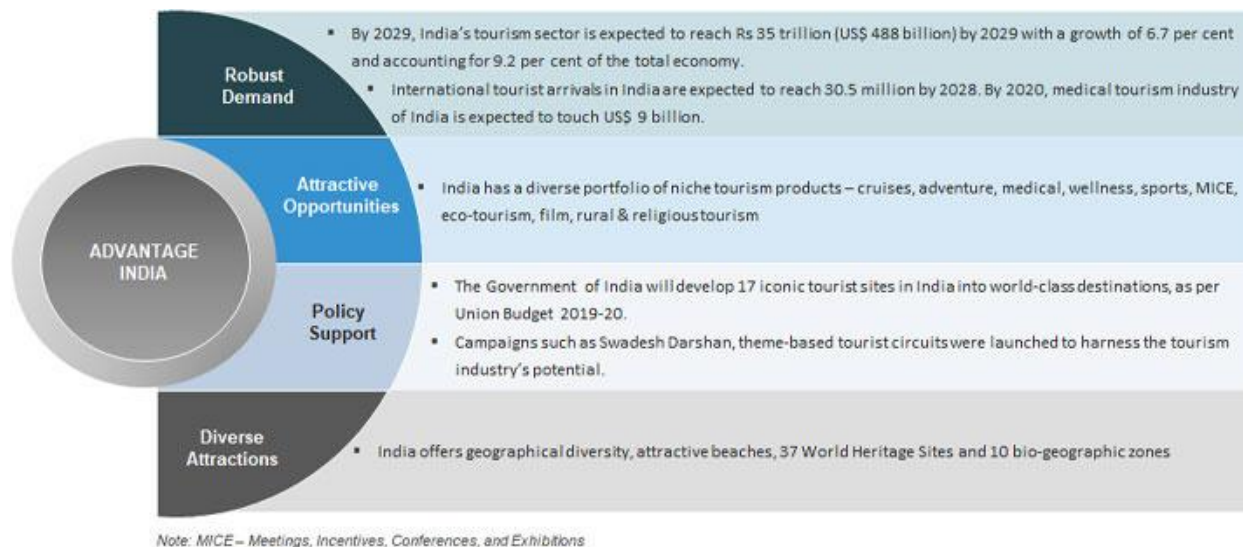 Robust
Demand
▪ By 2029, India's tourism sector is expected to reach Rs 35 trillion (US$ 488 billion) by 2029 with a growth of 6.7 per cent
and accounting for 9.2 per cent of the total economy.
▪ International tourist arrivals in India are expected to reach 30.5 million by 2028. By 2020, medical tourism industry
of India is expected to touch US$ 9 billion.
ADVANTAGE
INDIA
Attractive
Opportunities
▪ India has a diverse portfolio of niche tourism products – cruises, adventure, medical, wellness, sports, MICE,
eco-tourism, film, rural & religious tourism
Policy
Support
▪ The Government of India will develop 17 iconic tourist sites in India into world-class destinations, as per
Union Budget 2019-20.
▪ Campaigns such as Swadesh Darshan, theme-based tourist circuits were launched to harness the tourism
industry's potential.
Diverse
Attractions
▪ India offers geographical diversity, attractive beaches, 37 World Heritage Sites and 10 bio-geographic zones
Note: MICE – Meetings, Incentives, Conferences, and Exhibitions